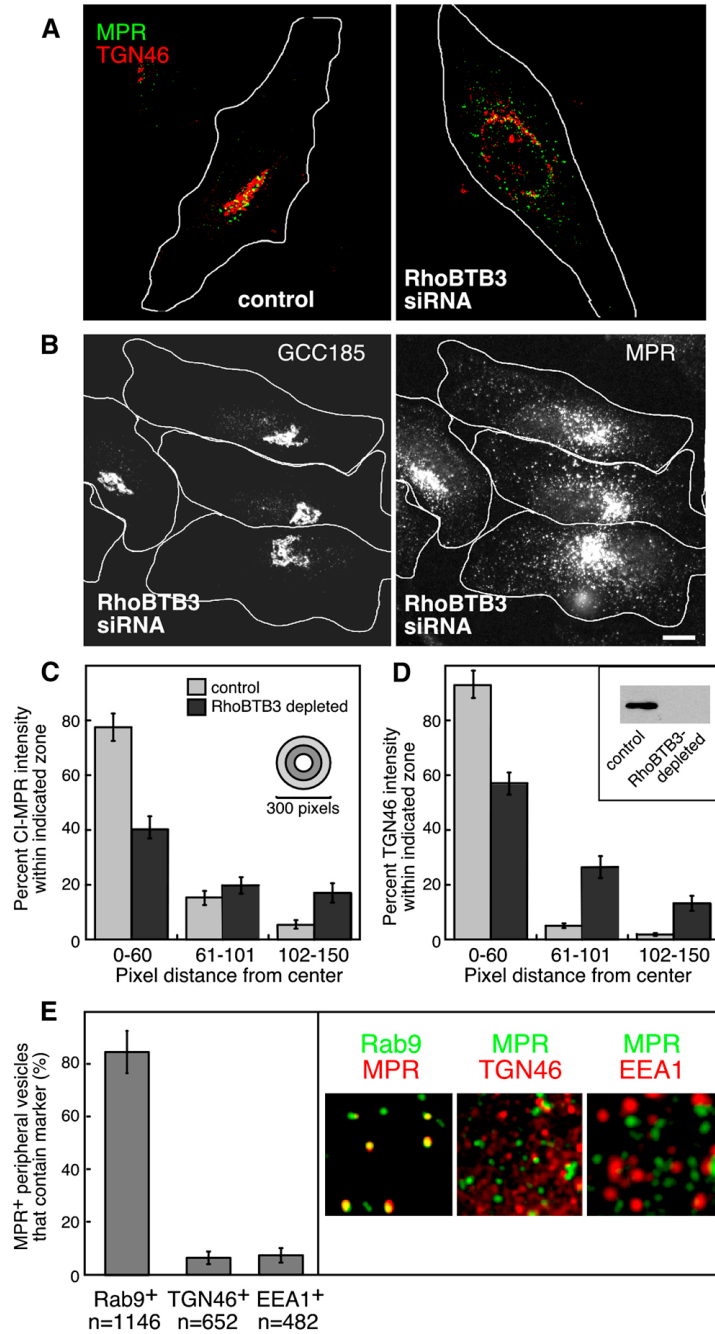 A
MPR
TGN46
control
RhoBTB3
siRNA
B
GCC185
MPR
RhoBTB3
siRNA
RhoBTB3
siRNA
C
Percent CI-MPR intensity
within indicated zone
80
60
40
20
0
control
RhoBTB3 depleted
300 pixels
0-60
61-101
102-150
Pixel distance from center
D
Percent TGN46 intensity
within indicated zone
80
60
40
20
0
control
RhoBTB3-
depleted
0-60
61-101
102-150
Pixel distance from center
E
MPR+ peripheral vesicles
that contain marker (%)
80
60
40
20
0
Rab9+
n=1146
TGN46+
n=652
EEA1+
n=482
Rab9
MPR
MPR
TGN46
MPR
EEA1